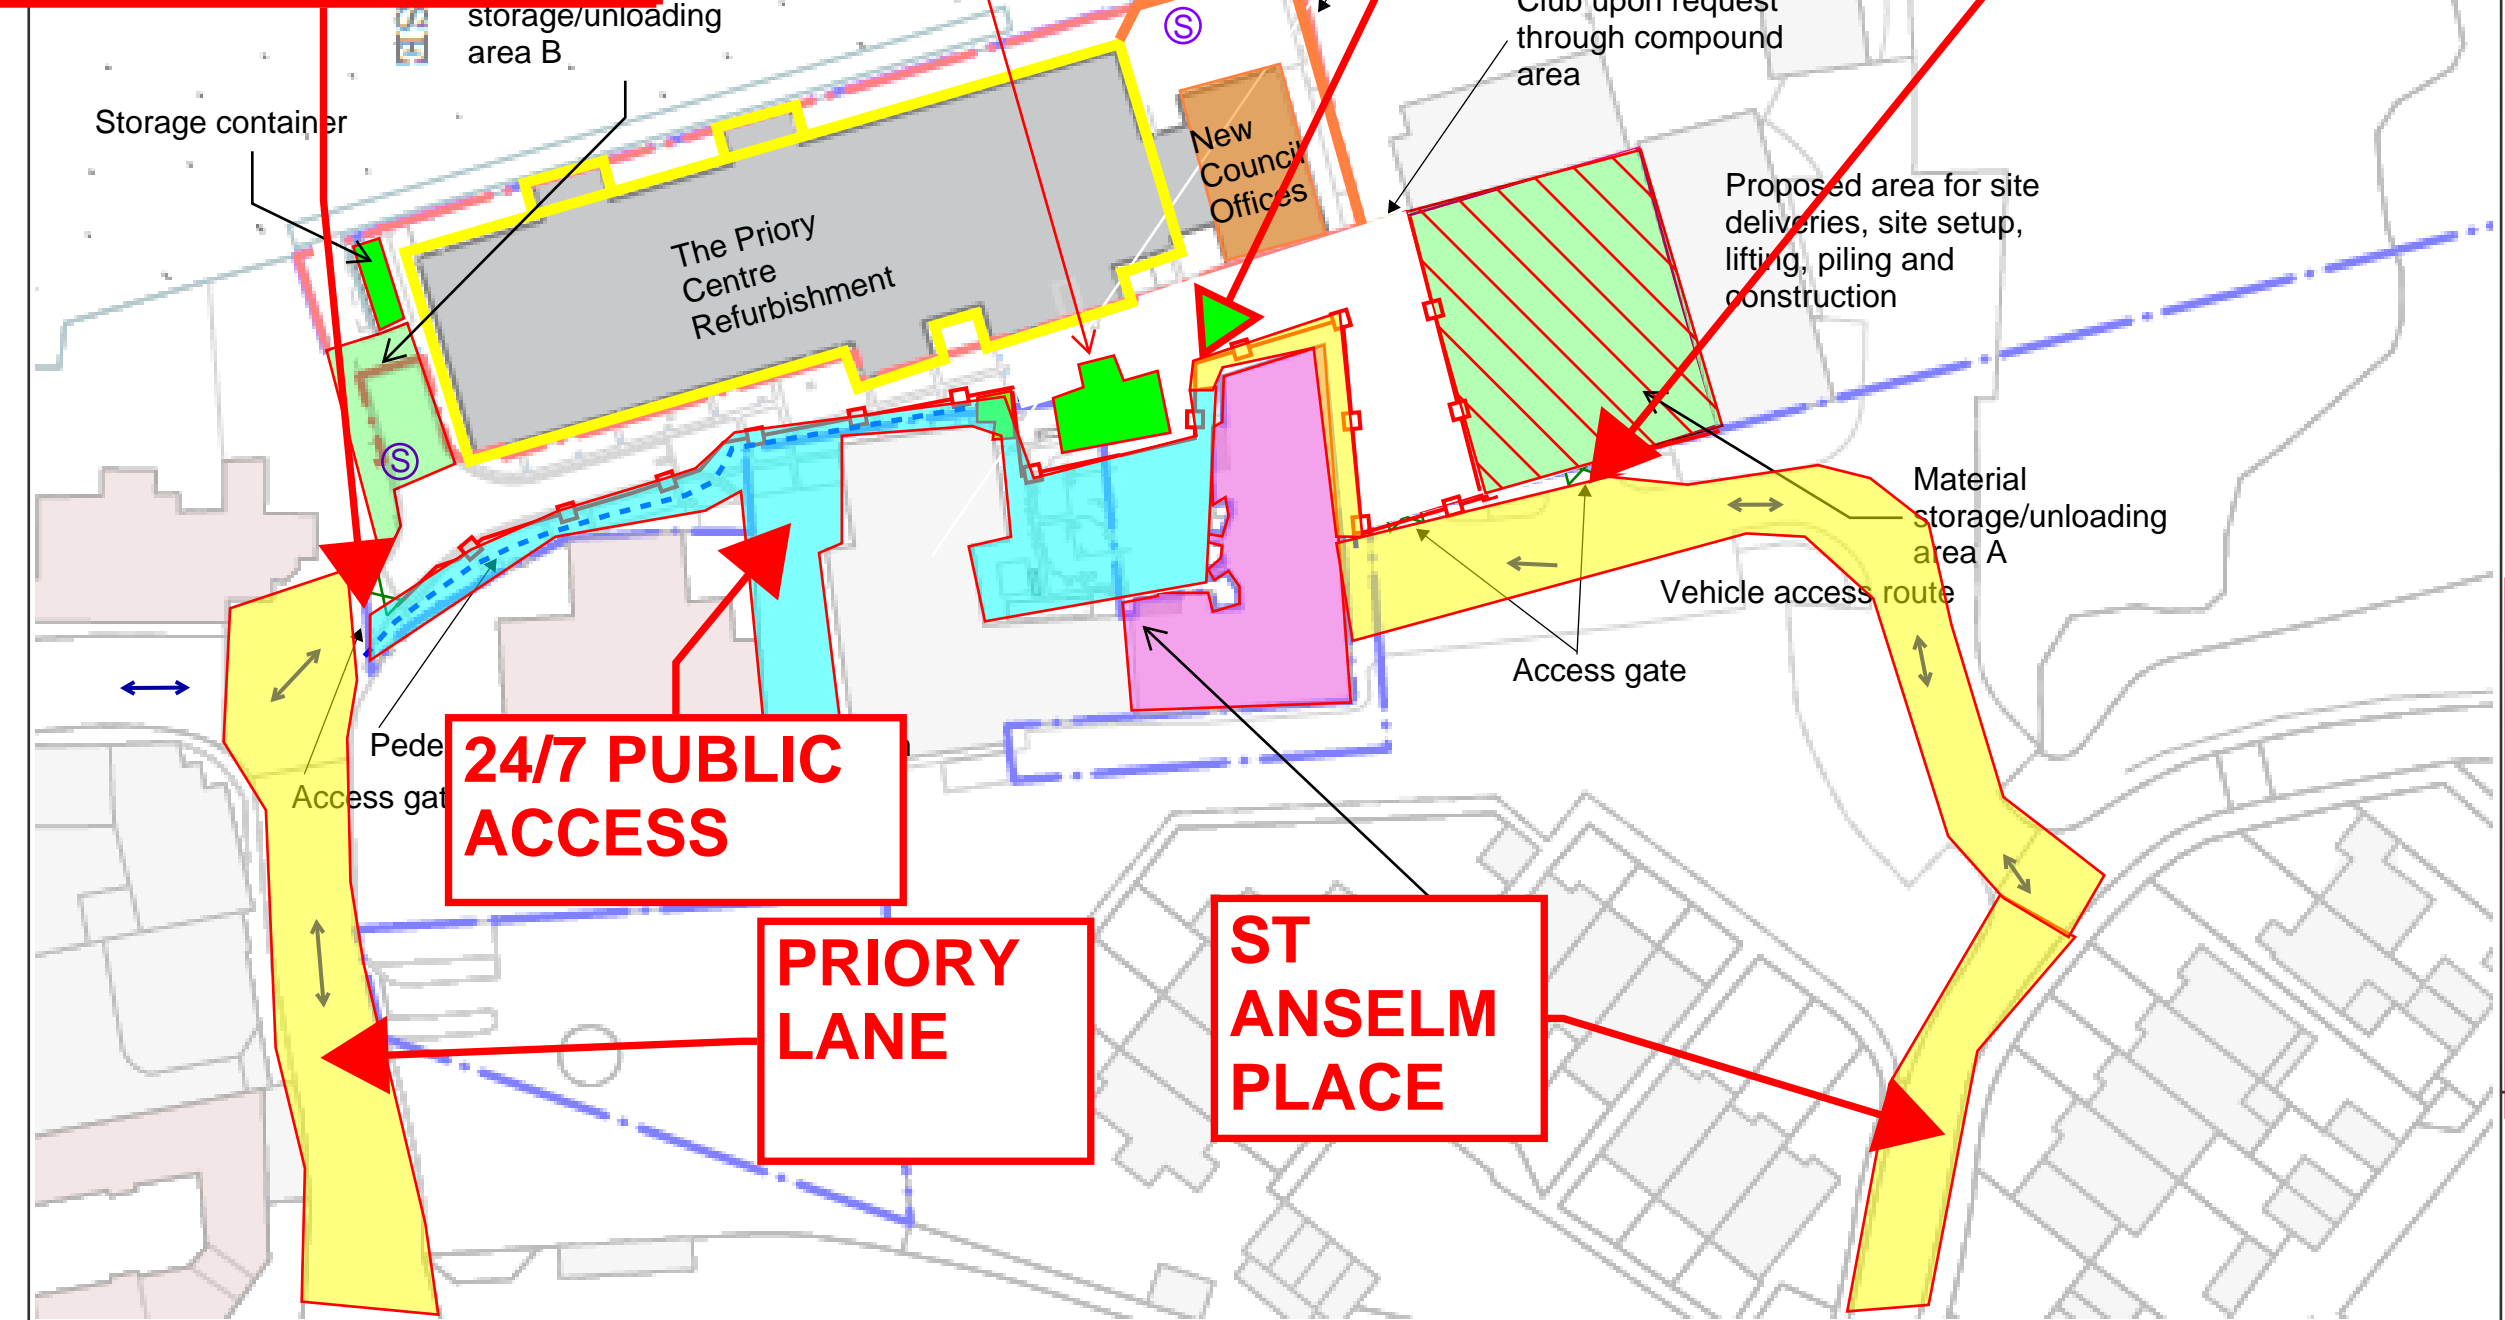 storage/unloading
area B
SE
Club upon request
through compound
area
Storage container
New
Council
Offices
The Priory
Centre
Refurbishment
Proposed area for site
deliveries, site setup,
lifting, piling and
construction
S
S
Material
storage/unloading
area A
Vehicle access route
Access gate
Pede
Access gat
24/7 PUBLIC
ACCESS
PRIORY
LANE
ST
ANSELM
PLACE